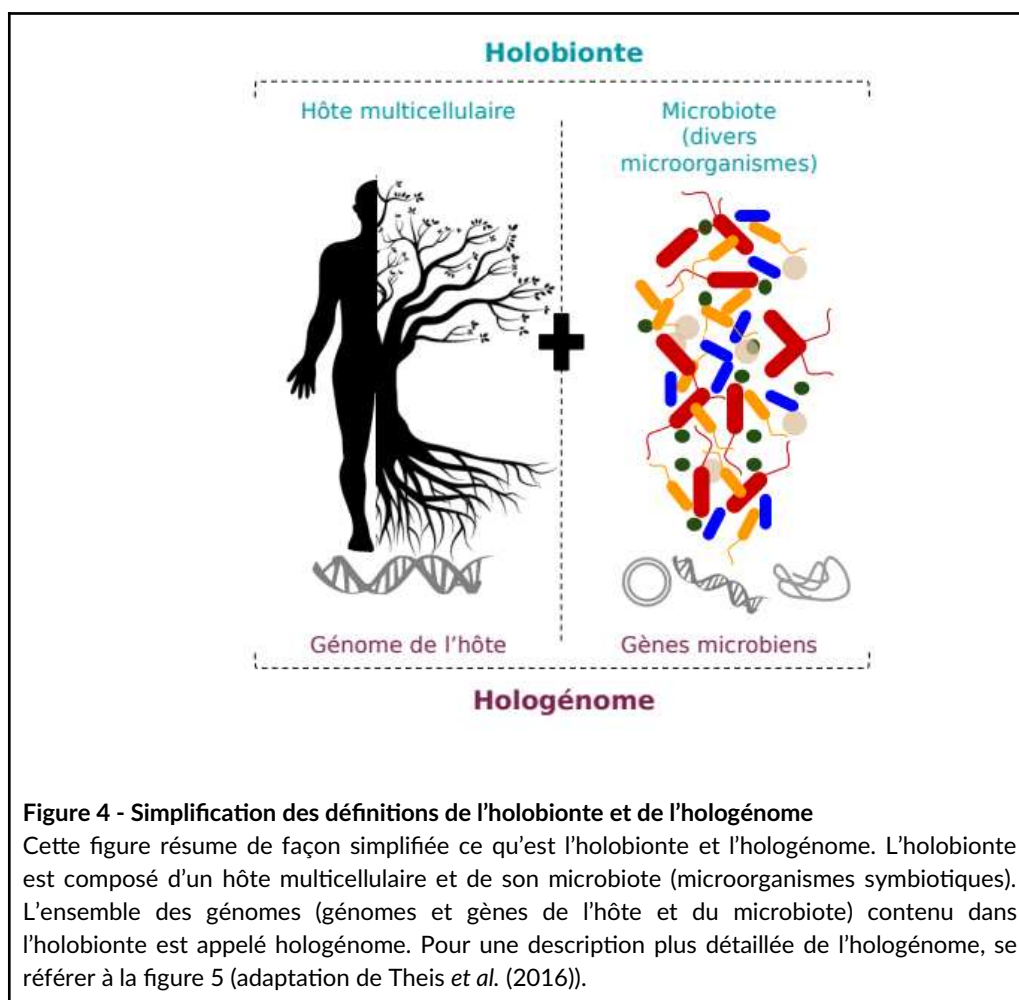 Holobionte
Hôte multicellulaire
Microbiote
(divers
microorganismes)
Génome de l'hôte
Gènes microbiens
Hologénome
Figure 4 - Simplification des définitions de l'holobionte et de l'hologénome
Cette figure résume de façon simplifiée ce qu'est l'holobionte et l'hologénome. L'holobionte
est composé d'un hôte multicellulaire et de son microbiote (microorganismes symbiotiques).
L'ensemble des génomes (génomes et gènes de l'hôte et du microbiote) contenu dans
l'holobionte est appelé hologénome. Pour une description plus détaillée de l'hologénome, se
référer à la figure 5 (adaptation de Theis et al. (2016)).